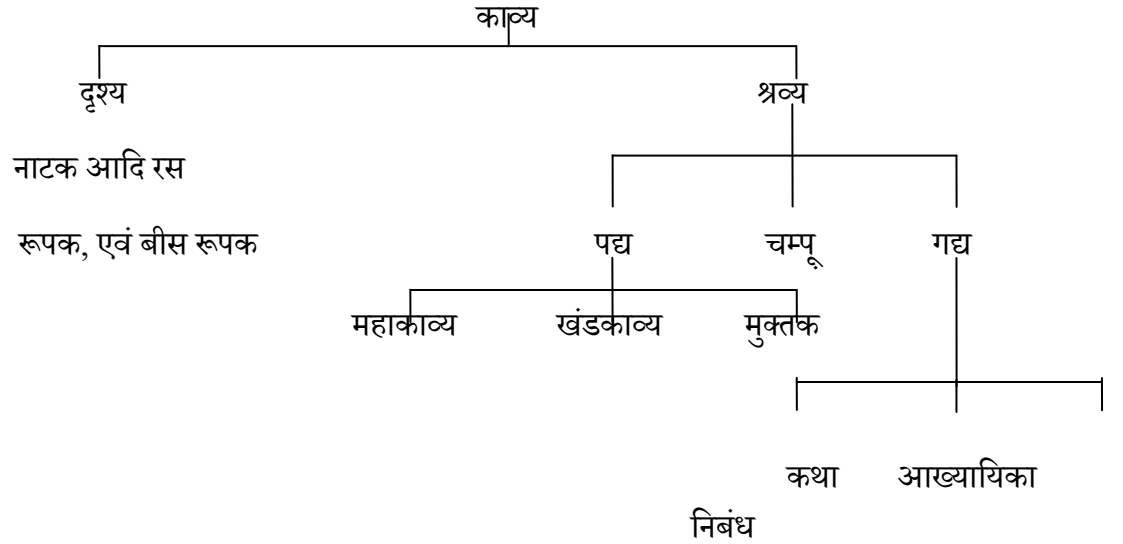 काव्य
दृश्य श्रव्य
नाटक आदि रस
रूपक, एवं बीस रूपक पद्य चम्पू गद्य
महाकाव्य खंडकाव्य मुक्तक
कथा आख्यायिका
निबंध